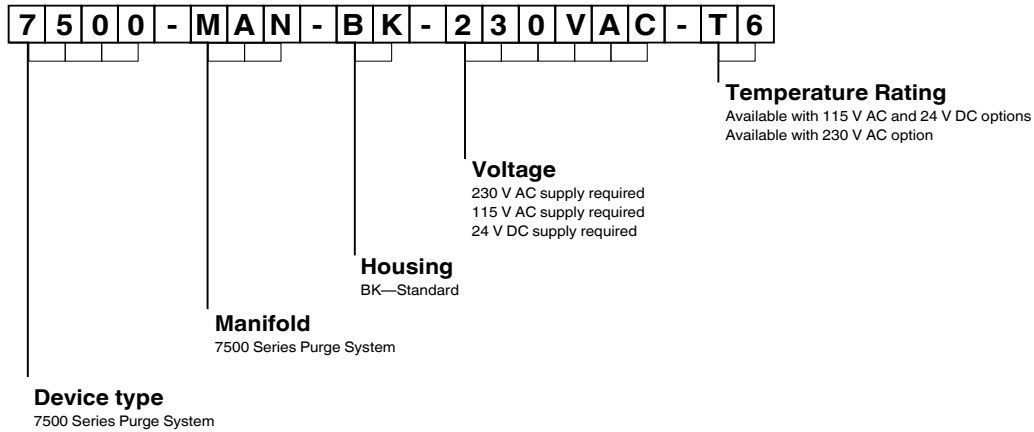 7500-MAN-BK-230VAC-T6
Temperature Rating
Available with 115 V AC and 24 V DC options
Available with 230 V AC option
Voltage
230 V AC supply required
115 V AC supply required
24 V DC supply required
Housing
BK—Standard
Manifold
7500 Series Purge System
Device type
7500 Series Purge System